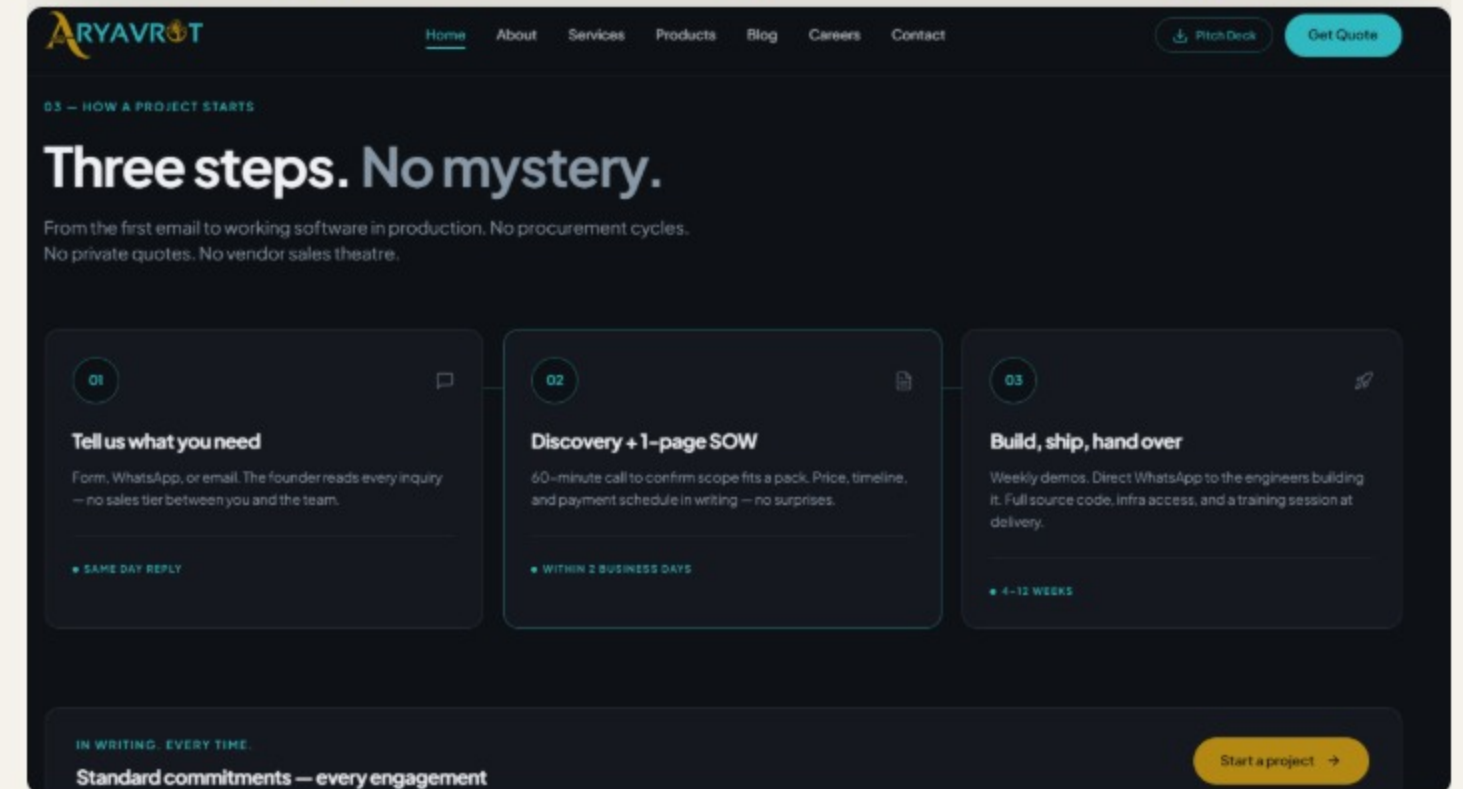 ARYAVROT
Home About Services Products Blog Careers Contact
Pitch Deck
Get Quote
03 — HOW A PROJECT STARTS
Three steps. No mystery.
From the first email to working software in production. No procurement cycles.
No private quotes. No vendor sales theatre.
01
Tell us what you need
Form, WhatsApp, or email. The founder reads every inquiry
— no sales tier between you and the team.
SAME DAY REPLY
02
Discovery + 1-page SOW
60-minute call to confirm scope fits a pack. Price, timeline,
and payment schedule in writing — no surprises.
WITHIN 2 BUSINESS DAYS
03
Build, ship, hand over
Weekly demos. Direct WhatsApp to the engineers building
it. Full source code, infra access, and a training session at
delivery.
4–12 WEEKS
IN WRITING. EVERY TIME.
Standard commitments — every engagement
Start a project →